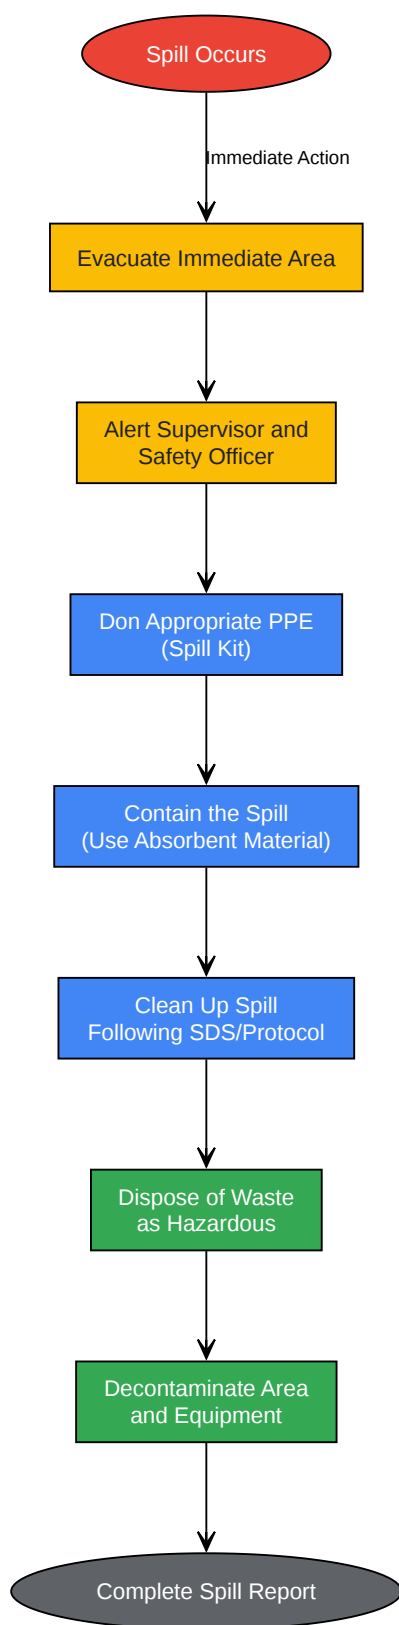 Spill Occurs
Immediate Action
Evacuate Immediate Area
Alert Supervisor and
Safety Officer
Don Appropriate PPE
(Spill Kit)
Contain the Spill
(Use Absorbent Material)
Clean Up Spill
Following SDS/Protocol
Dispose of Waste
as Hazardous
Decontaminate Area
and Equipment
Complete Spill Report